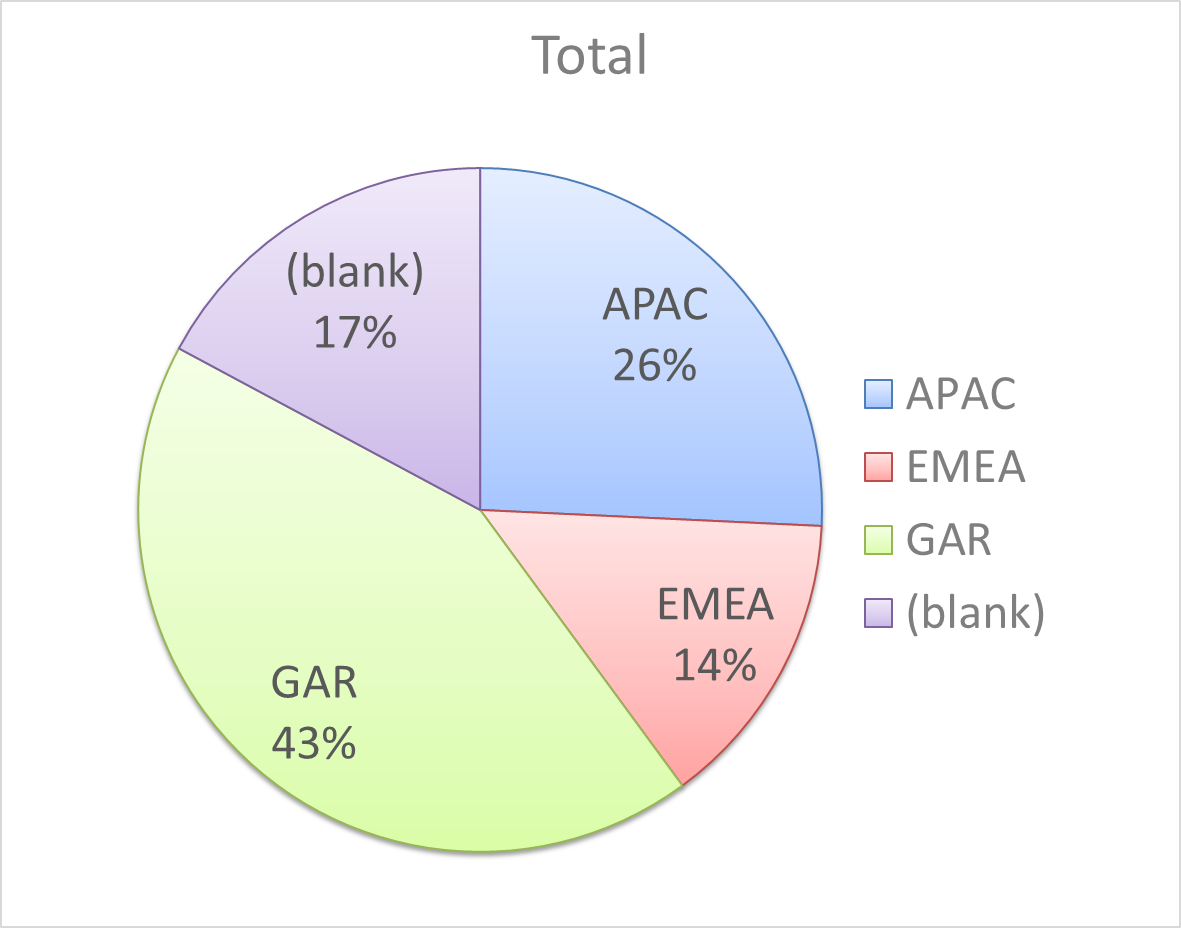 Total
(blank)
17%
APAC
26%
EMEA
14%
GAR
43%
APAC
EMEA
GAR
(blank)